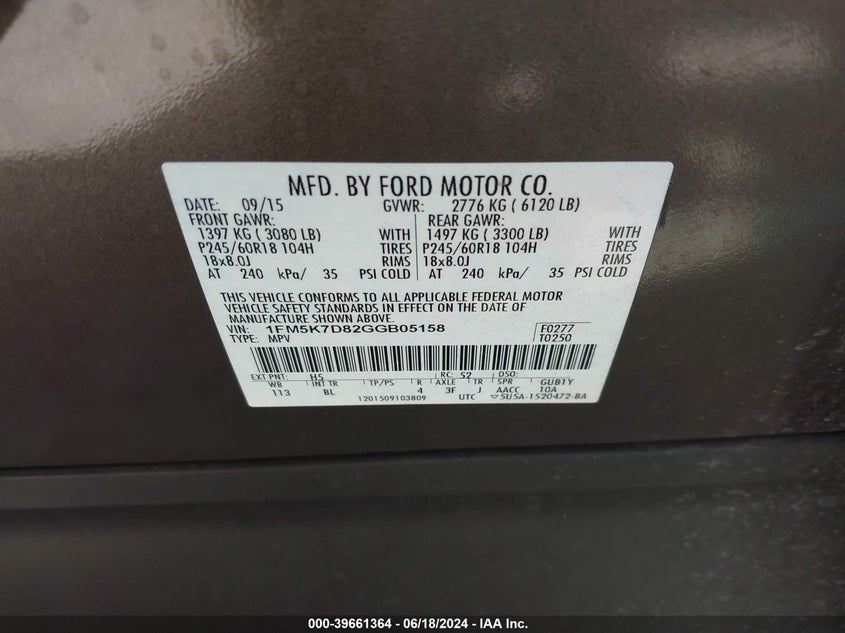 MFD. BY FORD MOTOR CO.
DATE: 09/15 GVWR: 2776 KG ( 6120 LB)
FRONT GAWR: REAR GAWR:
1397 KG ( 3080 LB) WITH 1497 KG ( 3300 LB) WITH
P245/60R18 104H TIRES P245/60R18 104H TIRES
18x8.0J RIMS 18x8.0J RIMS
AT 240 kPa/ 35 PSI COLD AT 240 kPa/ 35 PSI COLD
THIS VEHICLE CONFORMS TO ALL APPLICABLE FEDERAL MOTOR
VEHICLE SAFETY STANDARDS IN EFFECT ON THE DATE OF
MANUFACTURE SHOWN ABOVE.
VIN: 1FM5K7D82GGB05158 F0277
TYPE: MPV T0250
EXT PNT: H5 RC: 52 DSO:
WB INT TR TP/PS R AXLE TR SPR GUB1Y
113 BL 4 3F J AACC 10A
1201509103809 UTC ▽5U5A-1520472-BA
000-39661364 - 06/18/2024 - IAA Inc.